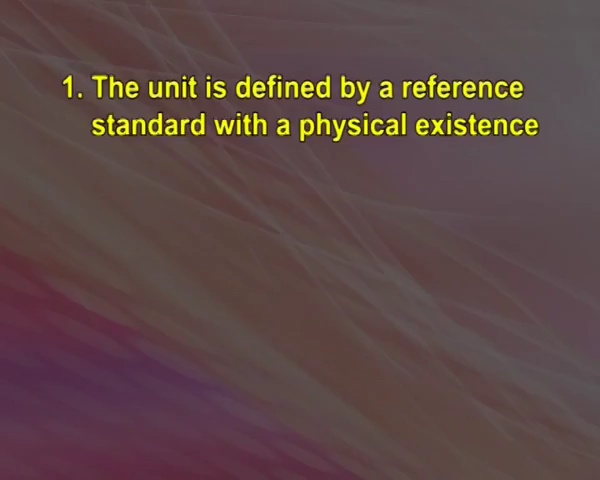 1. The unit is defined by a reference
standard with a physical existence